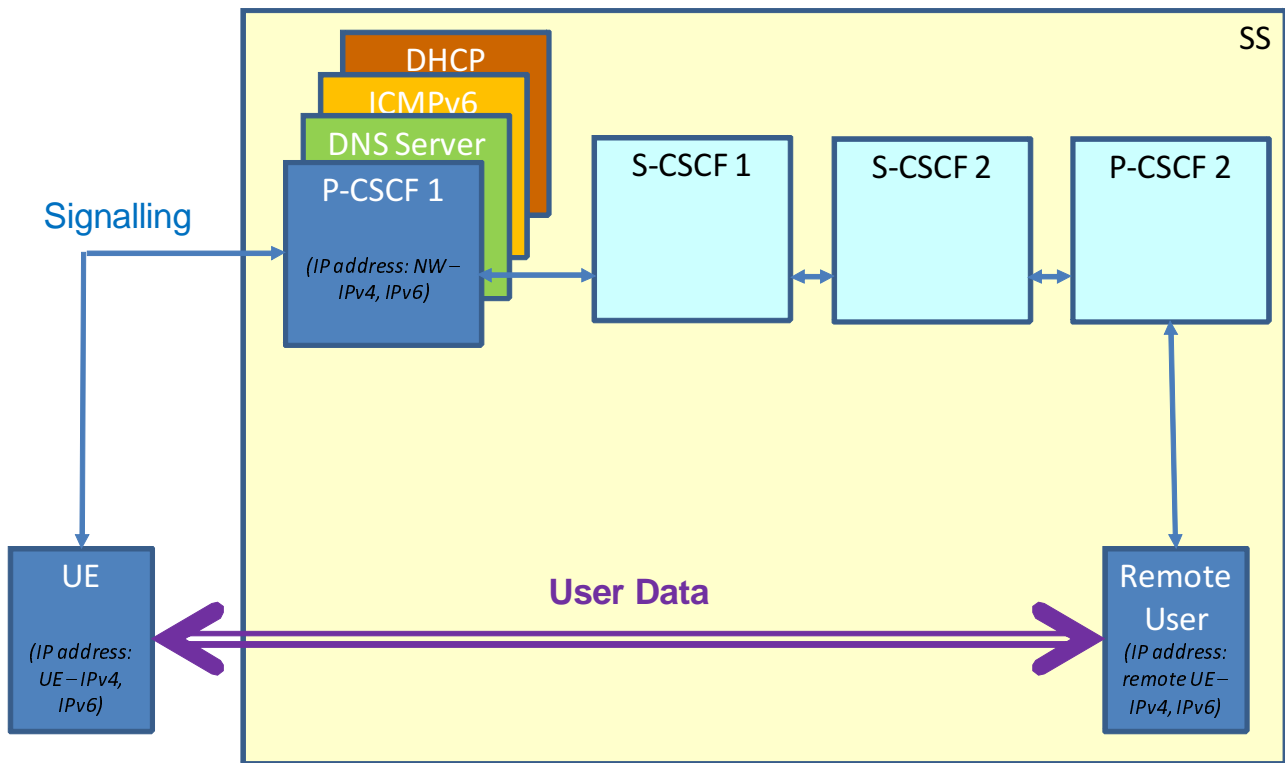 SS
DHCP
ICMPv6
DNS Server
P-CSCF 1
(IP address: NW–
IPv4, IPv6)
S-CSCF 1
S-CSCF 2
P-CSCF 2
Signalling
UE
(IP address:
UE–IPv4,
IPv6)
User Data
Remote
User
(IP address:
remote UE–
IPv4, IPv6)